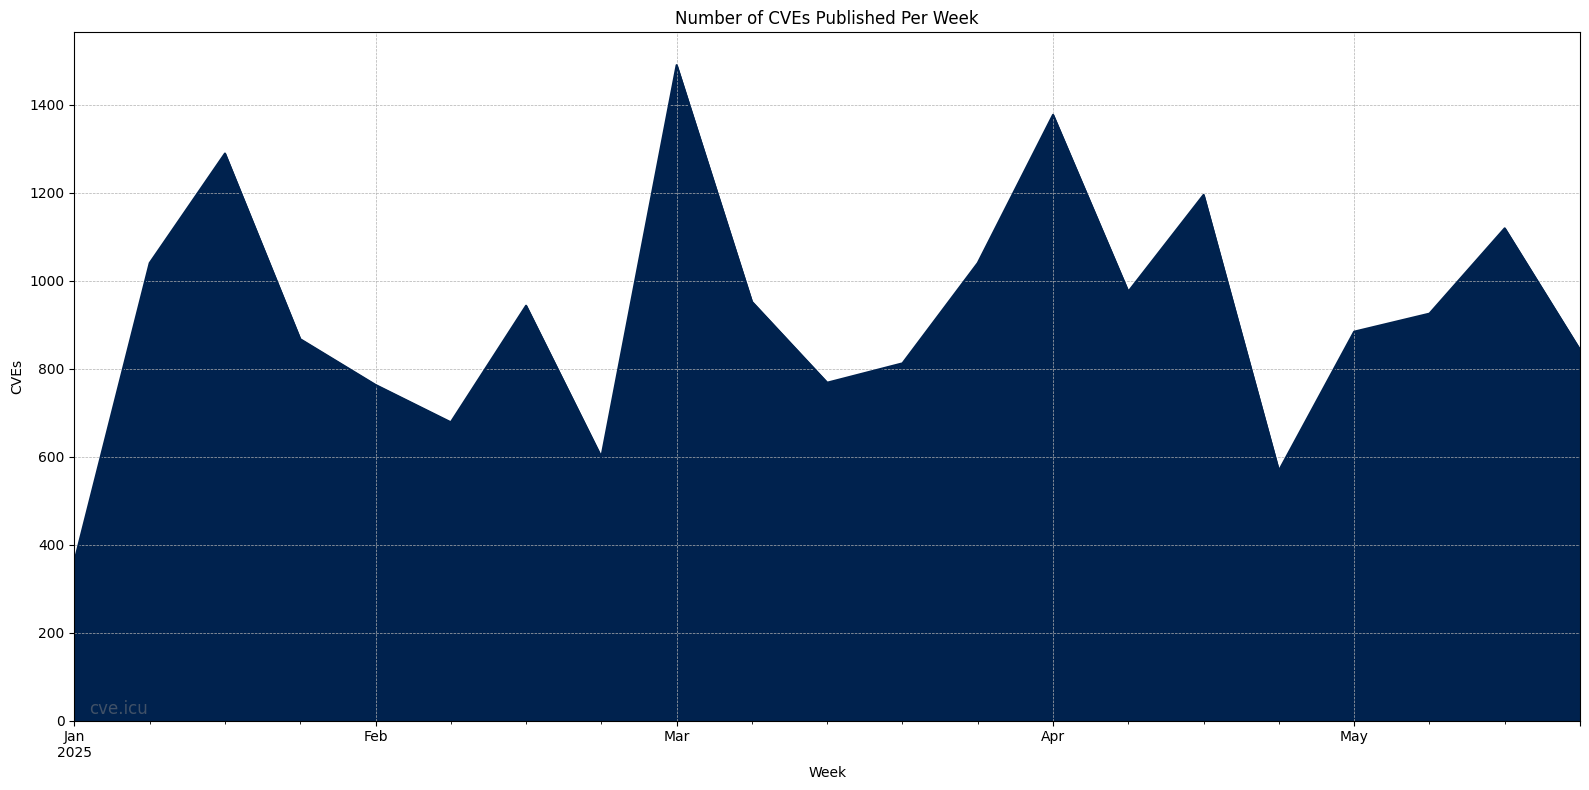 Number of CVEs Published Per Week
1400
1200
1000
800
600
400
200
0
CVEs
cve.icu
Jan
2025
Feb
Mar
Apr
May
Week